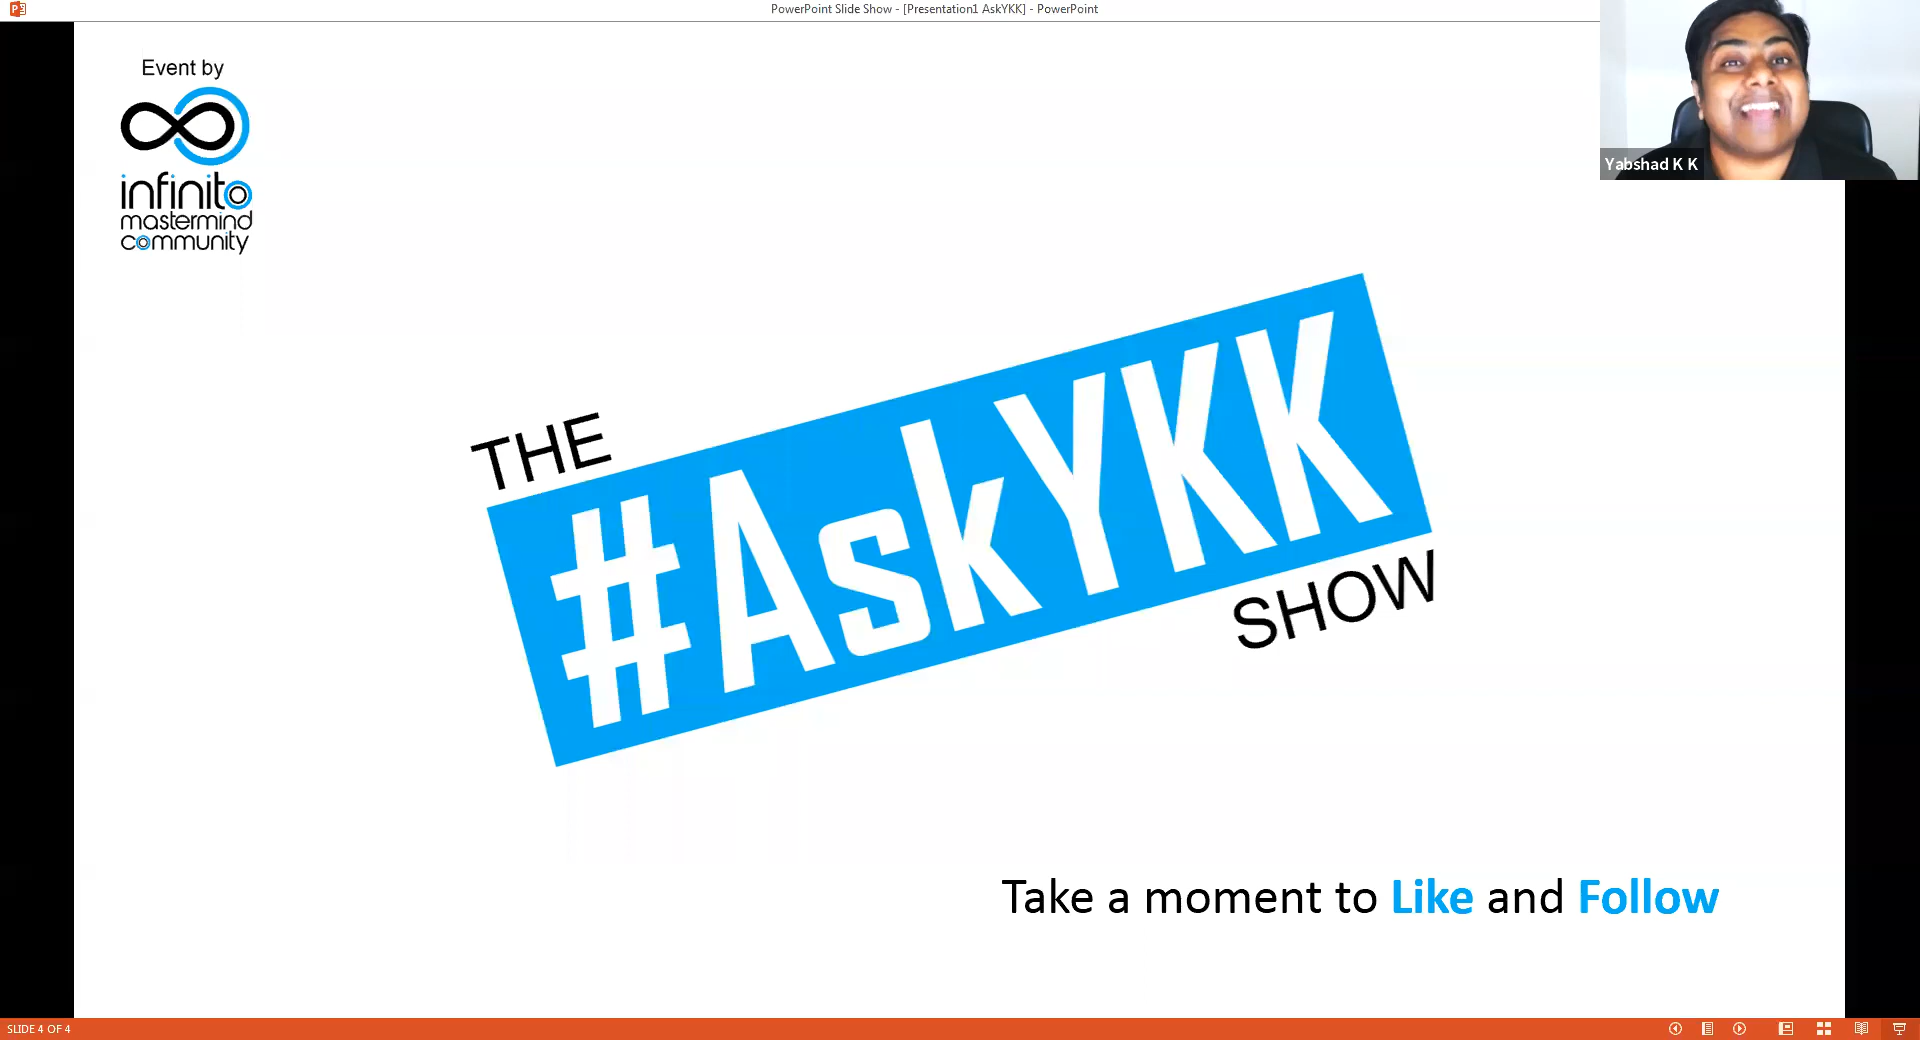 PowerPoint Slide Show - [Presentation1 AskYKK] - PowerPoint
Event by
infinito
mastermind
community
Yabshad K K
THE
#AskYKK
SHOW
Take a moment to Like and Follow
SLIDE 4 OF 4